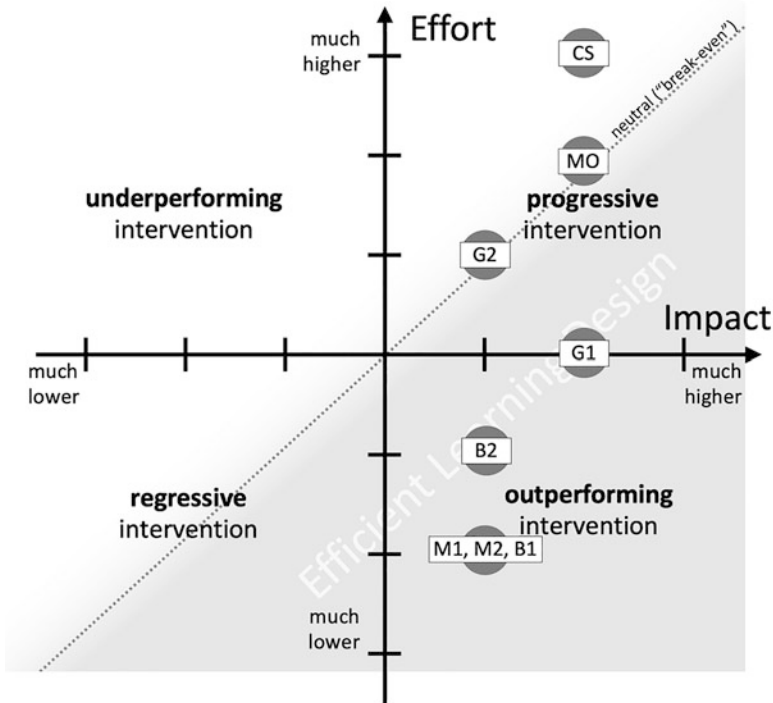 much
higher
Effort
CS
neutral ("break-even")
MO
underperforming
intervention
progressive
intervention
G2
Efficient Learning Design
Impact
G1
much
lower
much
higher
B2
regressive
intervention
outperforming
intervention
M1, M2, B1
much
lower